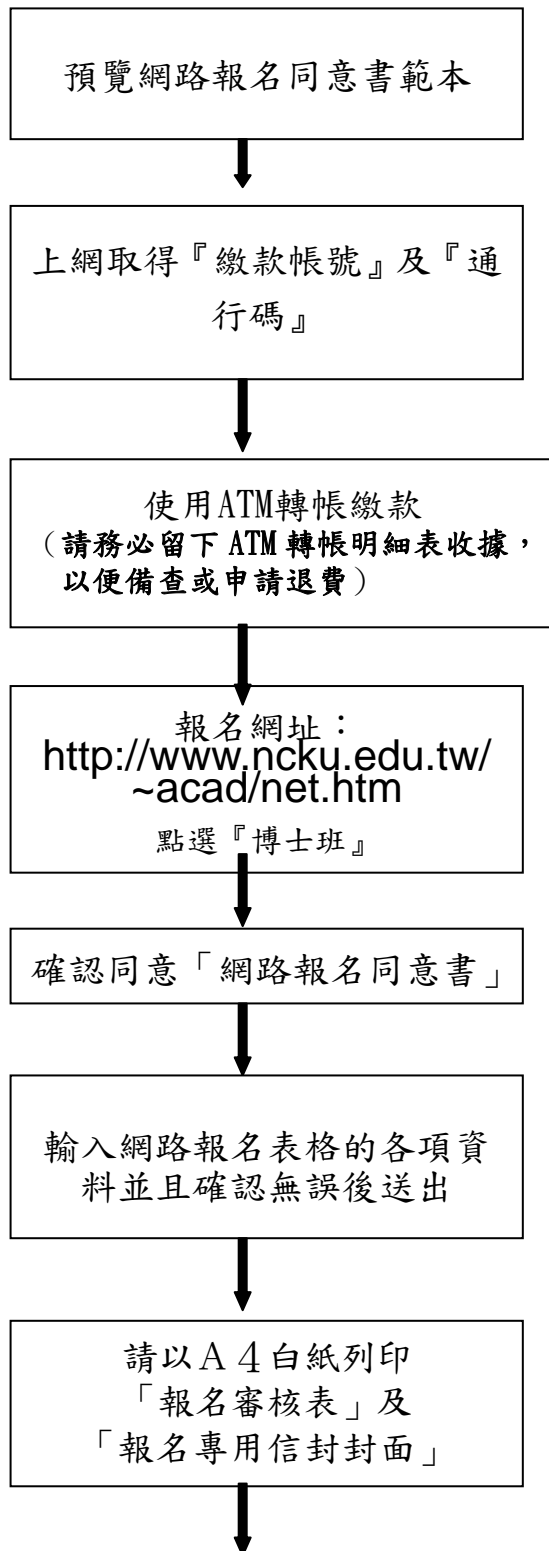 預覽網路報名同意書範本
上網取得『繳款帳號』及『通
行碼』
使用ATM轉帳繳款
（請務必留下 ATM 轉帳明細表收據，
以便備查或申請退費）
報名網址：
http://www.ncku.edu.tw/
~acad/net.htm
點選『博士班』
確認同意「網路報名同意書」
輸入網路報名表格的各項資
料並且確認無誤後送出
請以Ａ４白紙列印
「報名審核表」及
「報名專用信封封面」